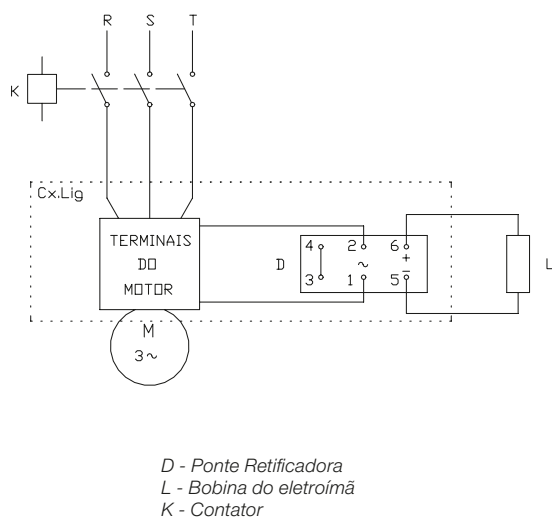 R S T
K
Cx.Lig
TERMINAIS
DO
MOTOR
D
4 2 6
~ +
3 1 5 −
L
M
3~
D - Ponte Retificadora
L - Bobina do eletroímã
K - Contator